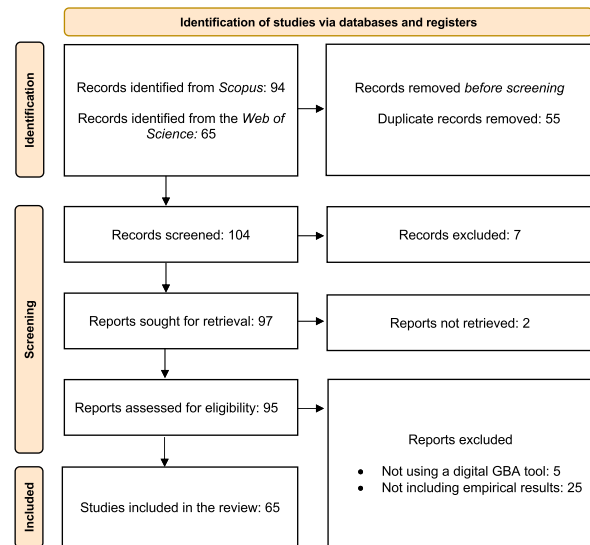 Identification of studies via databases and registers
Identification
Records identified from Scopus: 94
Records identified from the Web of
Science: 65
Records removed before screening
Duplicate records removed: 55
Screening
Records screened: 104
Records excluded: 7
Reports sought for retrieval: 97
Reports not retrieved: 2
Reports assessed for eligibility: 95
Reports excluded
● Not using a digital GBA tool: 5
● Not including empirical results: 25
Included
Studies included in the review: 65